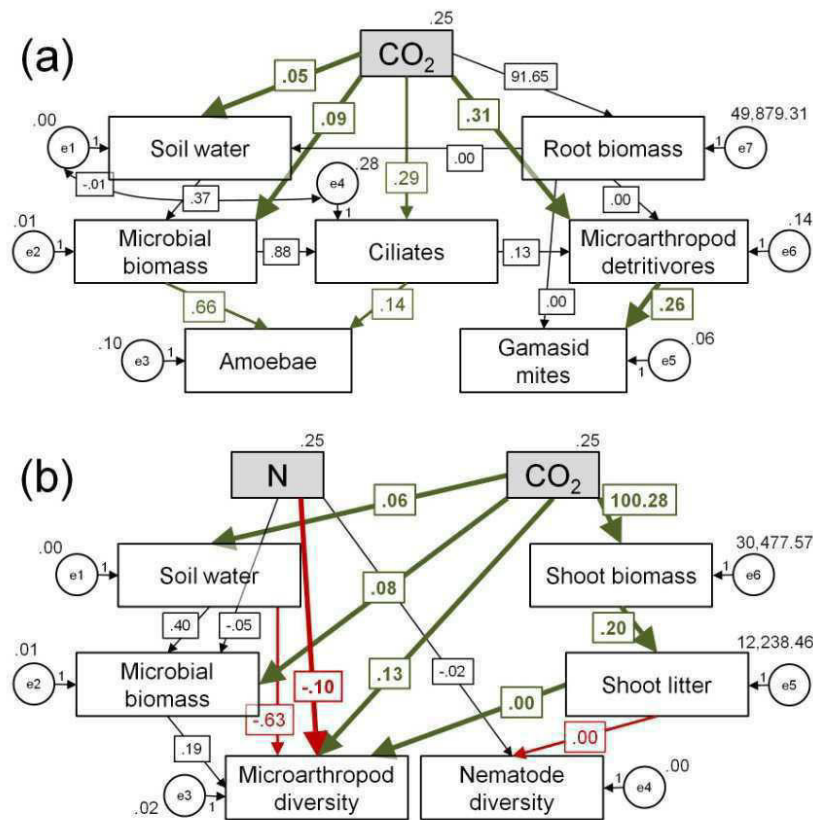 (a)
.25
CO₂
.05
.09
.31
91.65
.00
49,879.31
e1
1
Soil water
Root biomass
1
e7
.00
-.01
.37
e4
.28
.29
.00
.01
1
.14
e2
1
Microbial
biomass
.88
Ciliates
.13
Microarthropod
detritivores
1
e6
.66
.14
.00
.26
.10
e3
1
Amoebae
Gamasid
mites
1
e5
.06
(b)
.25
N
.25
CO₂
.06
100.28
.00
e1
1
Soil water
Shoot biomass
30,477.57
1
e6
.08
.40
-.05
.20
12,238.46
.01
e2
1
Microbial
biomass
-.63
-.10
.13
-.02
Shoot litter
1
e5
.00
.00
.19
e3
1
.02
Microarthropod
diversity
Nematode
diversity
1
e4
.00